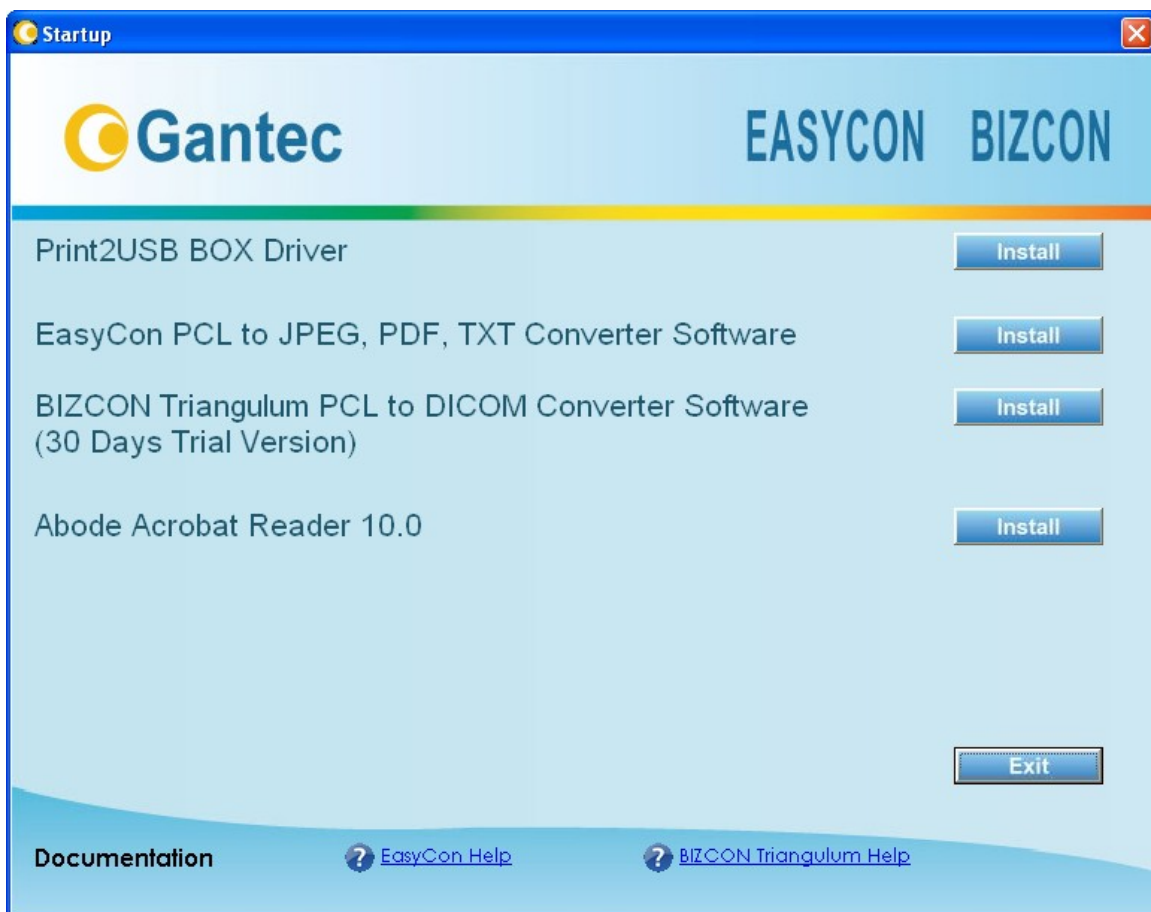 Startup
Gantec
EASYCON BIZCON
Print2USB BOX Driver
Install
EasyCon PCL to JPEG, PDF, TXT Converter Software
Install
BIZCON Triangulum PCL to DICOM Converter Software
(30 Days Trial Version)
Install
Abode Acrobat Reader 10.0
Install
Exit
Documentation
EasyCon Help
BIZCON Triangulum Help